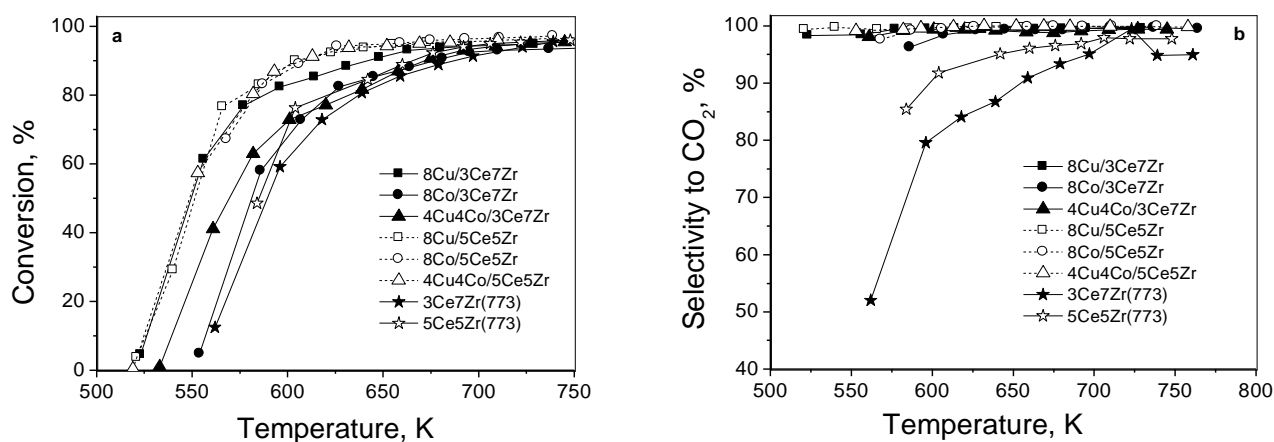 a
100
80
60
40
20
0
Conversion, %
8Cu/3Ce7Zr
8Co/3Ce7Zr
4Cu4Co/3Ce7Zr
8Cu/5Ce5Zr
8Co/5Ce5Zr
4Cu4Co/5Ce5Zr
3Ce7Zr(773)
5Ce5Zr(773)
500 550 600 650 700 750
Temperature, K
b
100
90
80
70
60
50
40
Selectivity to CO2, %
8Cu/3Ce7Zr
8Co/3Ce7Zr
4Cu4Co/3Ce7Zr
8Cu/5Ce5Zr
8Co/5Ce5Zr
4Cu4Co/5Ce5Zr
3Ce7Zr(773)
5Ce5Zr(773)
500 550 600 650 700 750 800
Temperature, K